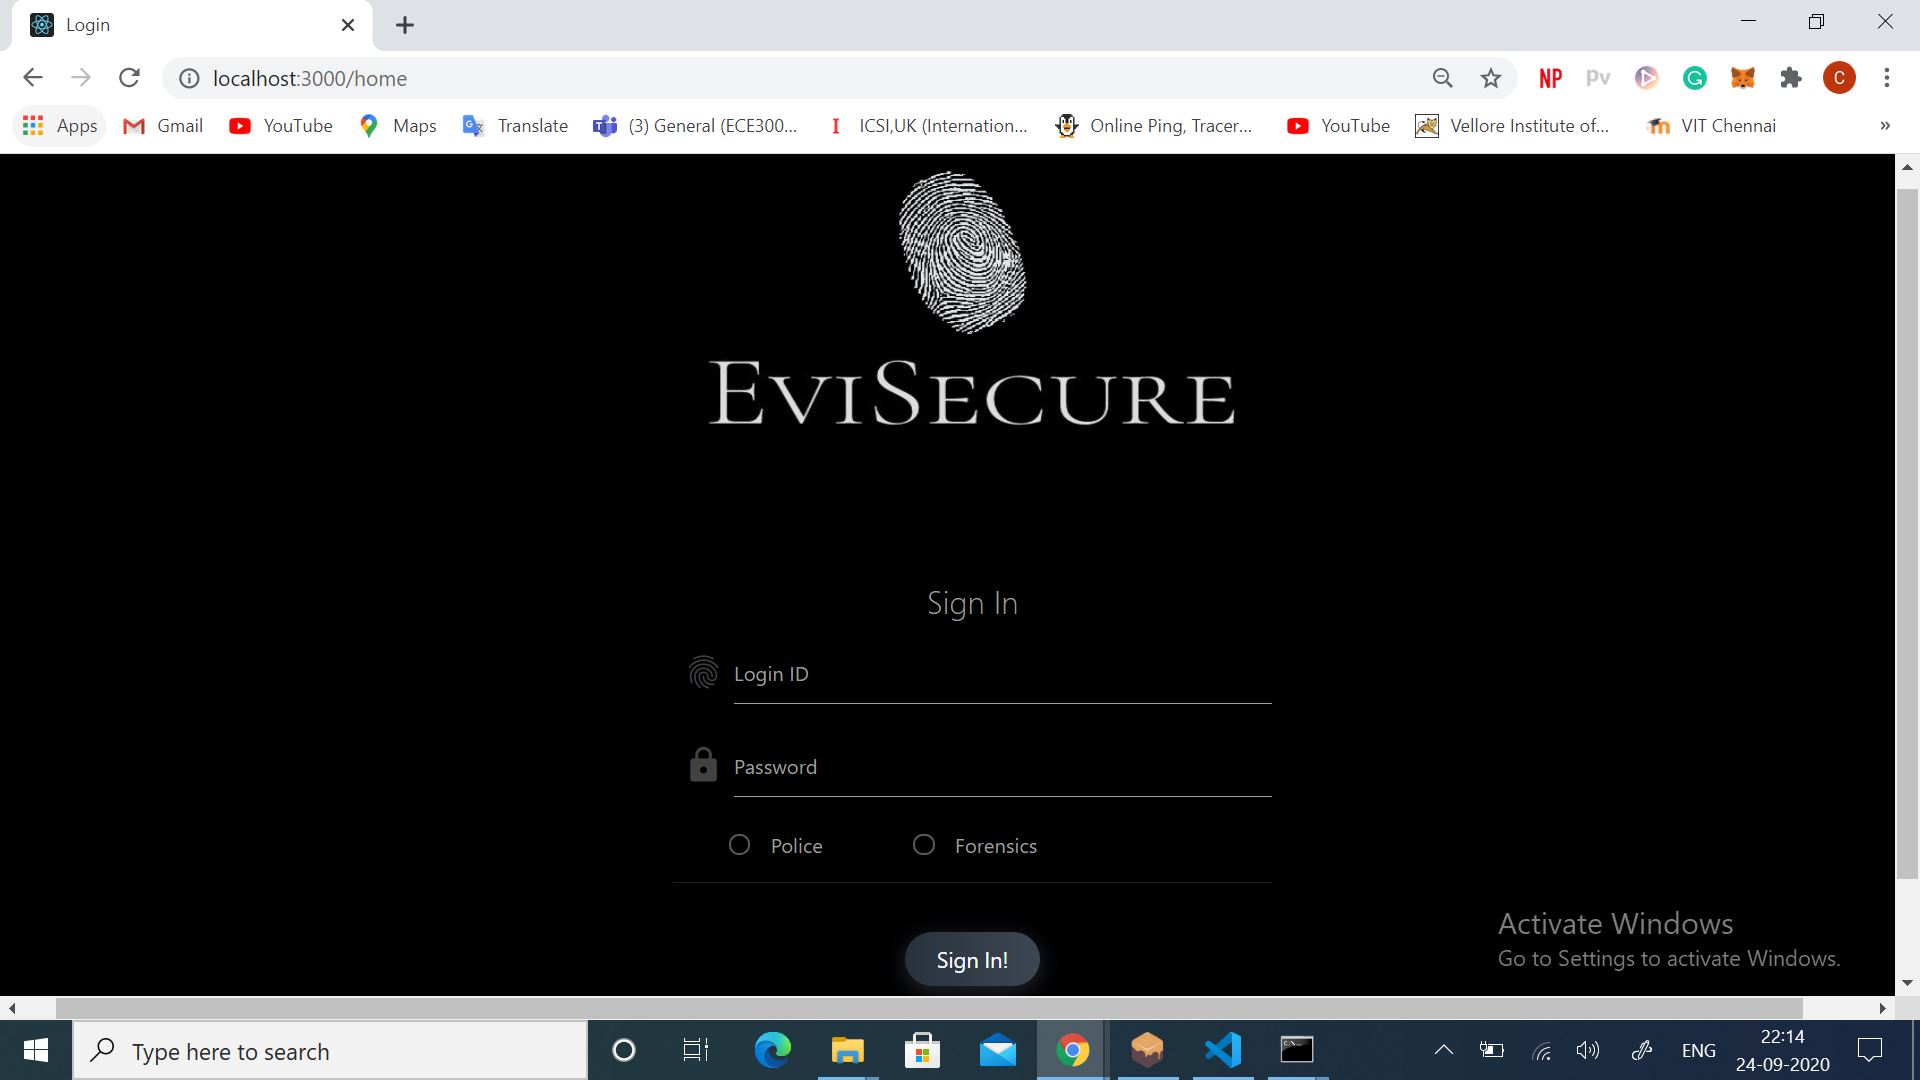 Login
localhost:3000/home
NP
pv
G
C
Apps
Gmail
YouTube
Maps
Translate
(3) General (ECE300...
I
ICSI,UK (Internation...
Online Ping, Tracer...
YouTube
Vellore Institute of...
VIT Chennai
»
EviSecure
Sign In
Login ID
Password
Police
Forensics
Sign In!
Activate Windows
Go to Settings to activate Windows.
Type here to search
ENG
22:14
24-09-2020